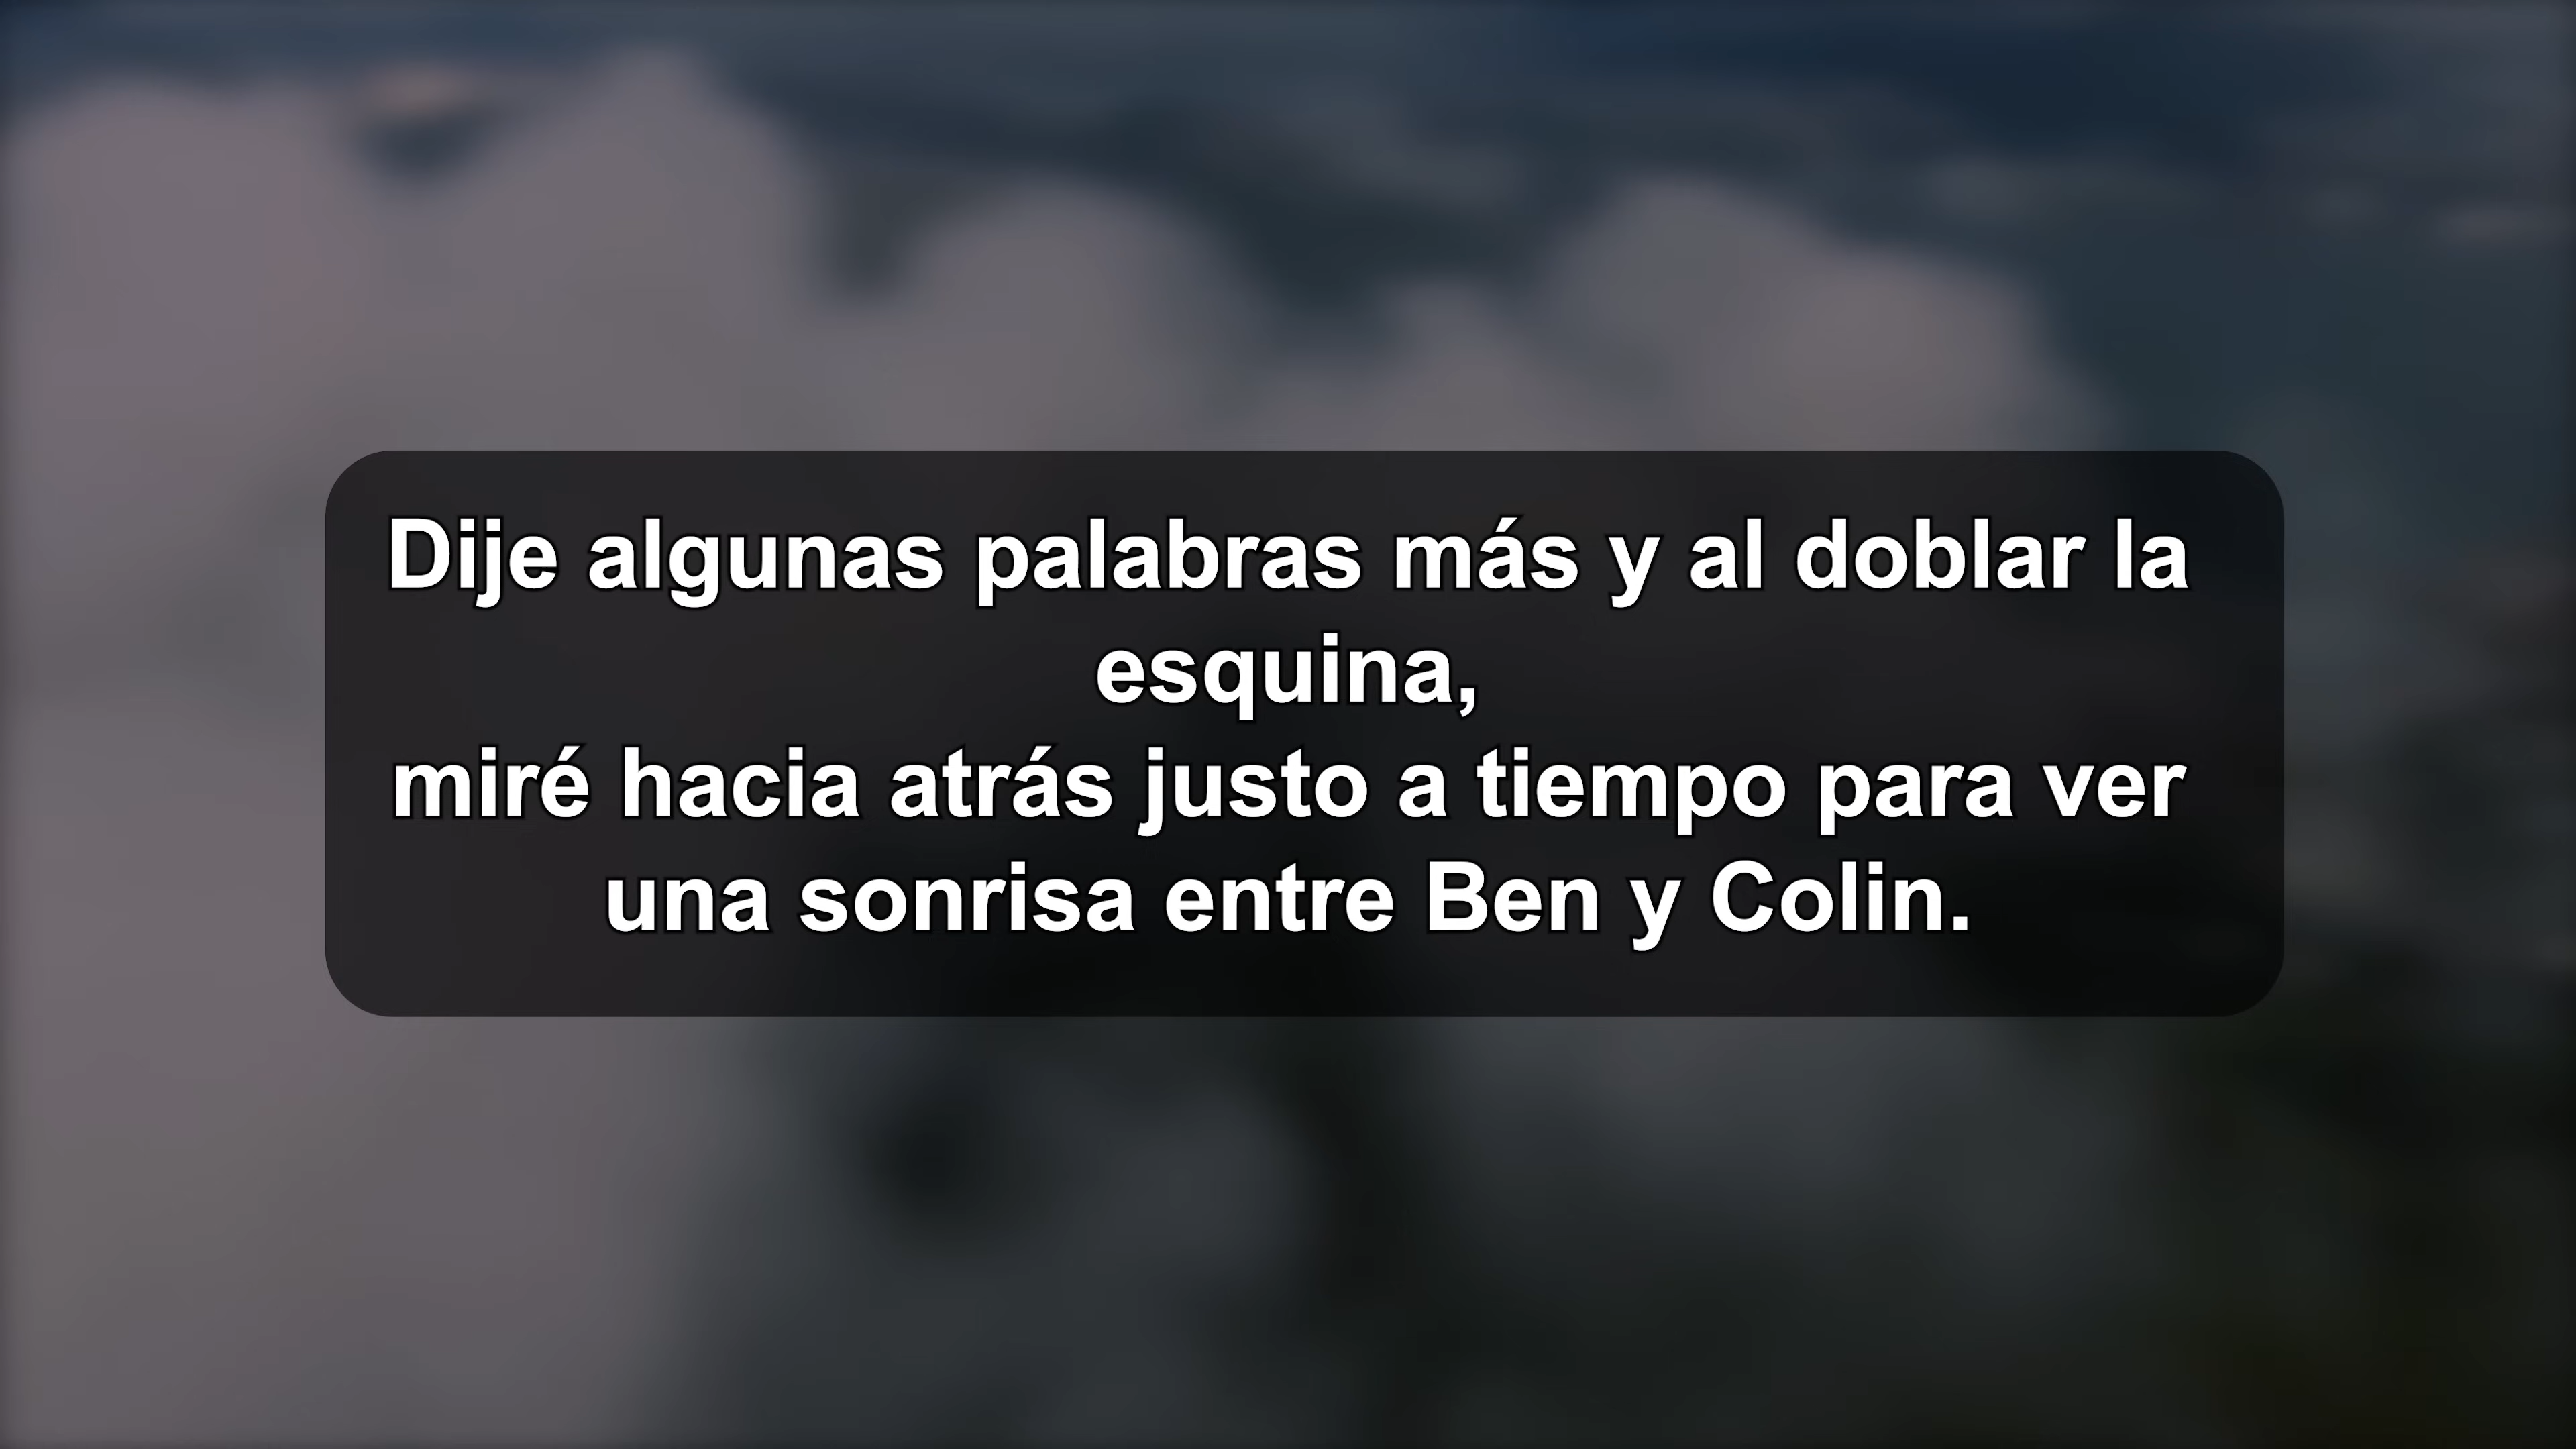 Dije algunas palabras más y al doblar la
esquina,
miré hacia atrás justo a tiempo para ver
una sonrisa entre Ben y Colin.